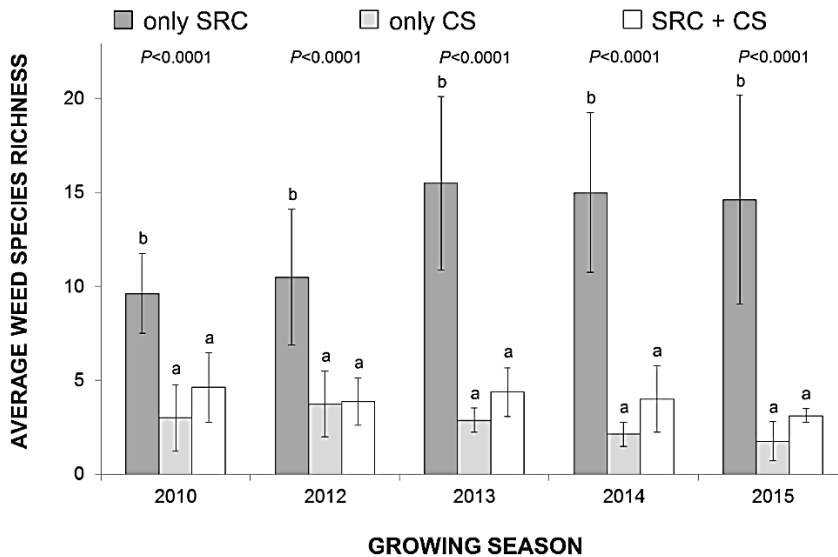 only SRC only CS SRC + CS
P<0.0001 P<0.0001 P<0.0001 P<0.0001 P<0.0001
AVERAGE WEED SPECIES RICHNESS
20
15
10
5
0
b a a b a a b a a b a a b a a
2010 2012 2013 2014 2015
GROWING SEASON